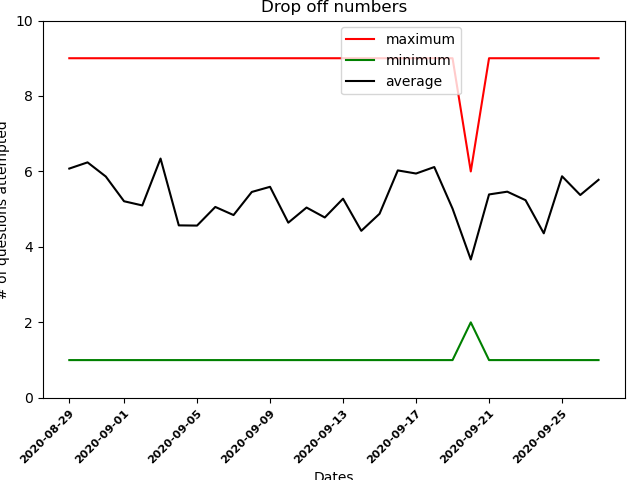 Drop off numbers
maximum
minimum
average
# of questions attempted
10
8
6
4
2
0
2020-08-29
2020-09-01
2020-09-05
2020-09-09
2020-09-13
2020-09-17
2020-09-21
2020-09-25
Dates